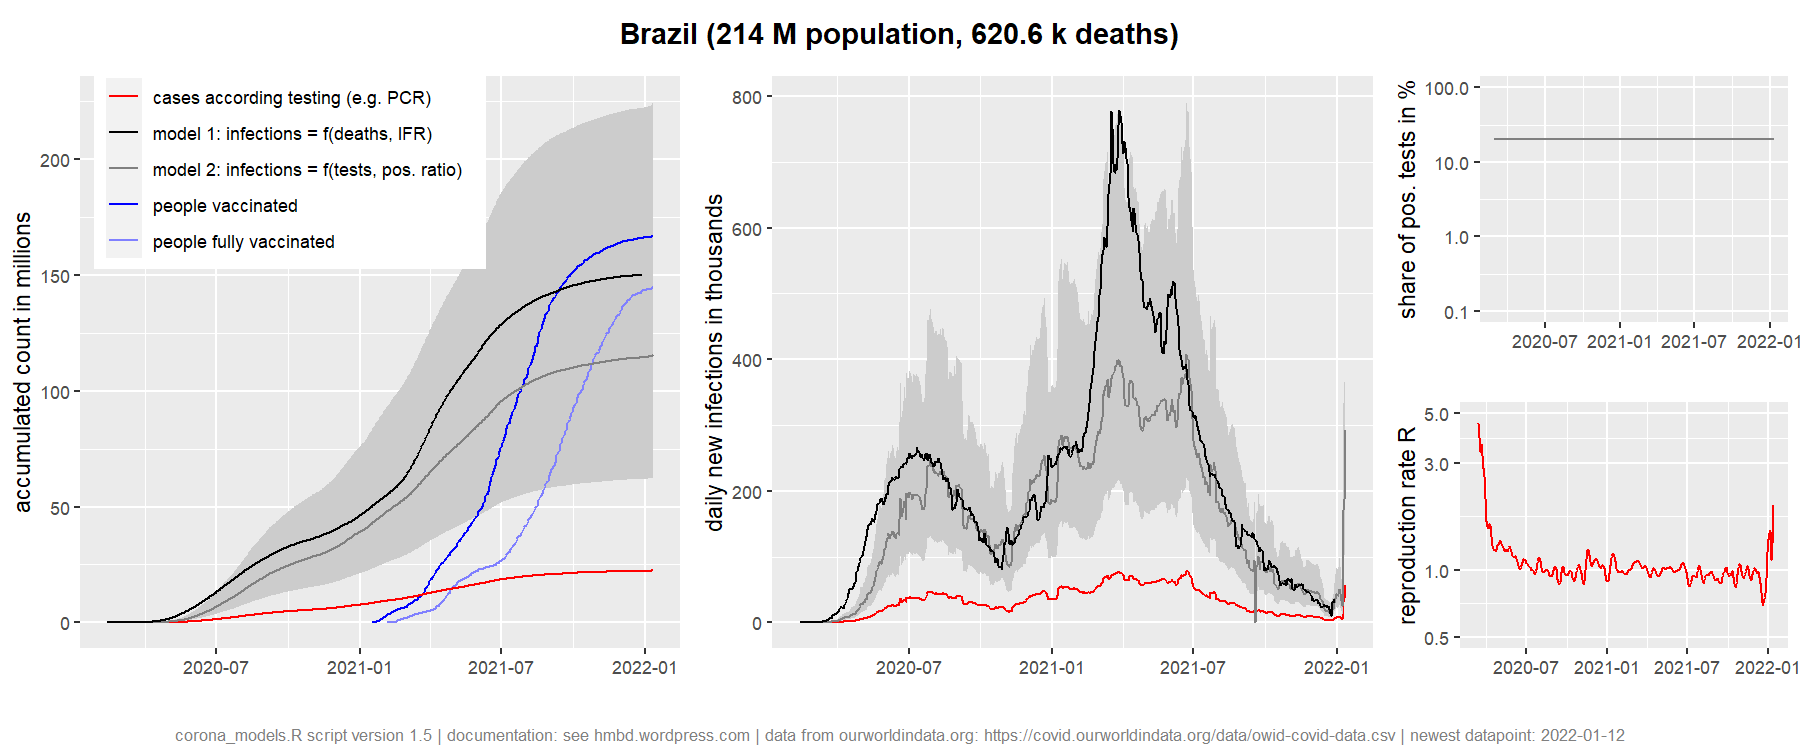 Brazil (214 M population, 620.6 k deaths)
accumulated count in millions
200
150
100
50
0
2020-07 2021-01 2021-07 2022-01
cases according testing (e.g. PCR)
model 1: infections = f(deaths, IFR)
model 2: infections = f(tests, pos. ratio)
people vaccinated
people fully vaccinated
daily new infections in thousands
800
600
400
200
0
2020-07 2021-01 2021-07 2022-01
share of pos. tests in %
100.0
10.0
1.0
0.1
2020-07 2021-01 2021-07 2022-01
reproduction rate R
5.0
3.0
1.0
0.5
2020-07 2021-01 2021-07 2022-01
corona_models.R script version 1.5 | documentation: see hmbd.wordpress.com | data from ourworldindata.org: https://covid.ourworldindata.org/data/owid-covid-data.csv | newest datapoint: 2022-01-12